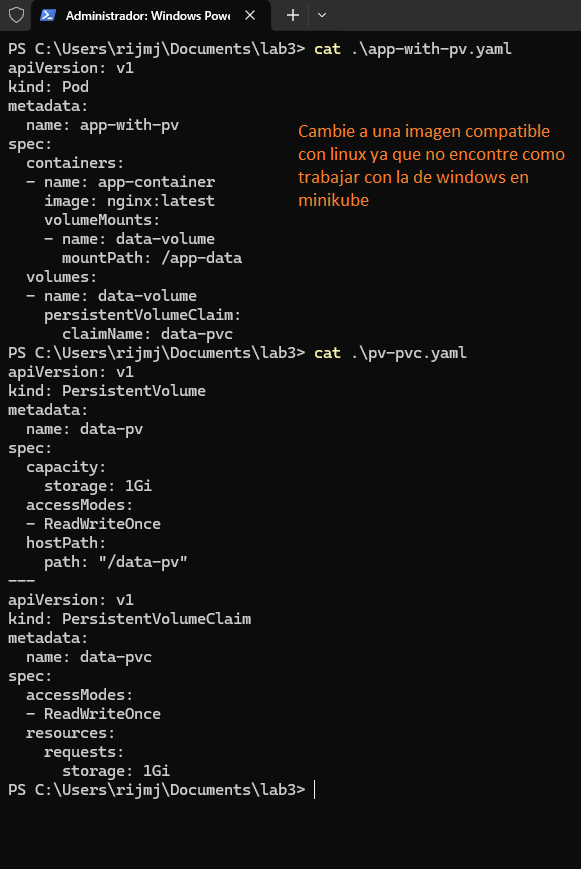 Administrador: Windows Powe
PS C:\Users\rijmj\Documents\lab3> cat .\app-with-pv.yaml
apiVersion: v1
kind: Pod
metadata:
  name: app-with-pv
spec:
  containers:
  - name: app-container
    image: nginx:latest
    volumeMounts:
    - name: data-volume
      mountPath: /app-data
  volumes:
  - name: data-volume
    persistentVolumeClaim:
      claimName: data-pvc
Cambie a una imagen compatible
con linux ya que no encontre como
trabajar con la de windows en
minikube
PS C:\Users\rijmj\Documents\lab3> cat .\pv-pvc.yaml
apiVersion: v1
kind: PersistentVolume
metadata:
  name: data-pv
spec:
  capacity:
    storage: 1Gi
  accessModes:
  - ReadWriteOnce
  hostPath:
    path: "/data-pv"
---
apiVersion: v1
kind: PersistentVolumeClaim
metadata:
  name: data-pvc
spec:
  accessModes:
  - ReadWriteOnce
  resources:
    requests:
      storage: 1Gi
PS C:\Users\rijmj\Documents\lab3>